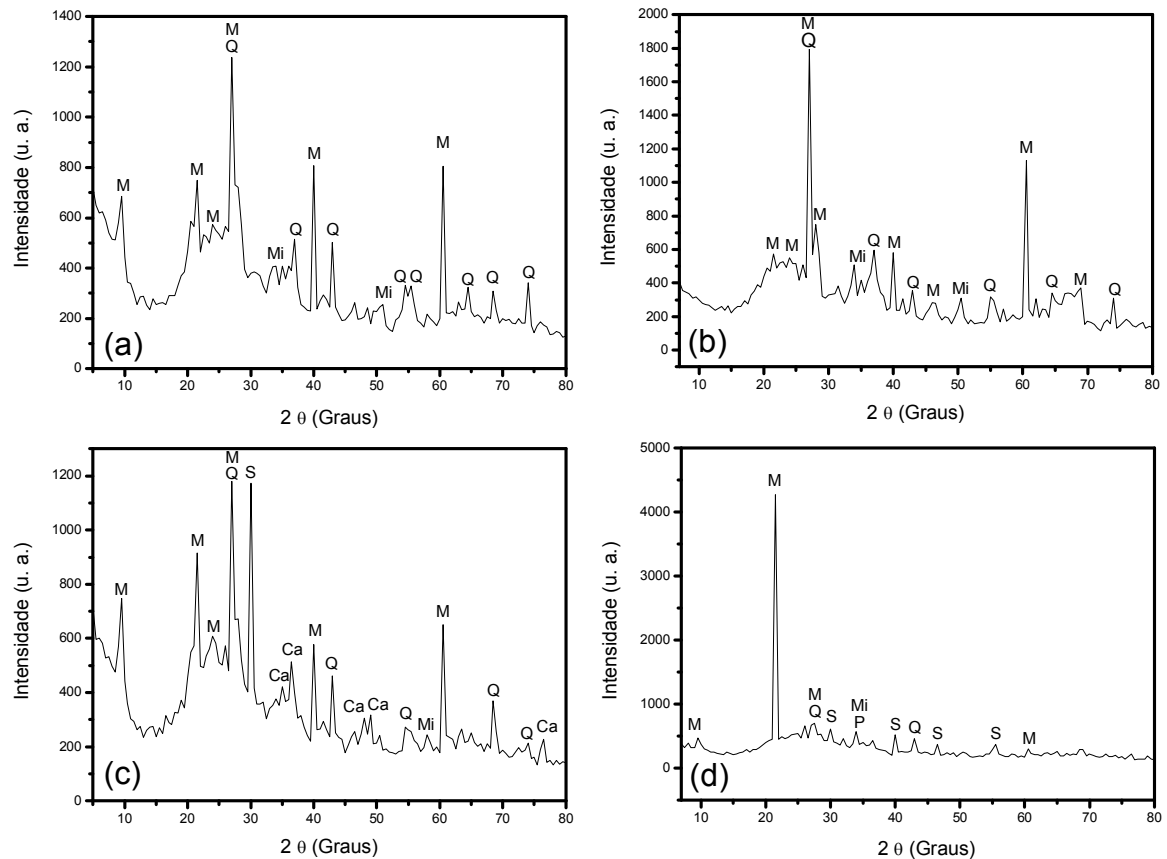 1400
1200
1000
800
600
400
200
0
Intensidade (u. a.)
M
M
M
M
Q
Mi
Q
M
Q
Mi
Q Q
M
Q
Q
Q
(a)
10 20 30 40 50 60 70 80
2 θ (Graus)
2000
1800
1600
1400
1200
1000
800
600
400
200
0
Intensidade (u. a.)
M
Q
M
M M
Mi
Q
M
Q
M
Mi
Q
M
Q
M
Q
(b)
10 20 30 40 50 60 70 80
2 θ (Graus)
1200
1000
800
600
400
200
0
Intensidade (u. a.)
M
M
M
M
Q
S
Ca
Ca
M
Q
Ca
Ca
Q
Mi
M
Q
Q
Ca
(c)
10 20 30 40 50 60 70 80
2 θ (Graus)
5000
4000
3000
2000
1000
0
Intensidade (u. a.)
M
M
M
Q
S
Mi
P
S
Q
S
S
M
(d)
10 20 30 40 50 60 70 80
2 θ (Graus)